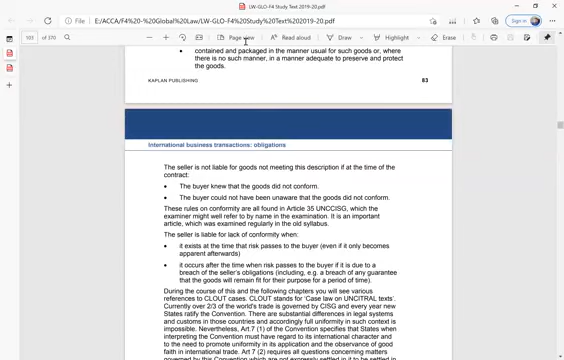 LW-GLO-F4 Study Text 2019-20.pdf
File
E:/ACCA/F4%20-%20Global%20Law/LW-GLO-F4%20Study%20Text%202019-20.pdf
Sign in
103 of 370
Page view
Read aloud
Draw
Highlight
Erase
• contained and packaged in the manner usual for such goods or, where
there is no such manner, in a manner adequate to preserve and protect
the goods.
KAPLAN PUBLISHING 83
International business transactions: obligations
The seller is not liable for goods not meeting this description if at the time of the
contract:
• The buyer knew that the goods did not conform.
• The buyer could not have been unaware that the goods did not conform.
These rules on conformity are all found in Article 35 UNCCISG, which the
examiner might well refer to by name in the examination. It is an important
article, which was examined regularly in the old syllabus.
The seller is liable for lack of conformity when:
• it exists at the time that risk passes to the buyer (even if it only becomes
apparent afterwards)
• it occurs after the time when risk passes to the buyer if it is due to a
breach of the seller's obligations (including, e.g. a breach of any guarantee
that the goods will remain fit for their purpose for a period of time).
During the course of this and the following chapters you will see various
references to CLOUT cases. CLOUT stands for 'Case law on UNCITRAL texts'.
Currently over 2/3 of the world's trade is governed by CISG and every year new
States ratify the Convention. There are substantial differences in legal systems
and customs in those countries and accordingly full uniformity in such context is
impossible. Nevertheless, Art.7 (1) of the Convention specifies that States when
interpreting the Convention must have regard to its international character and
to the need to promote uniformity in its application and the observance of good
faith in international trade. Art 7 (2) requires all questions concerning matters
governed by this Convention which are not expressly settled in it to be settled in